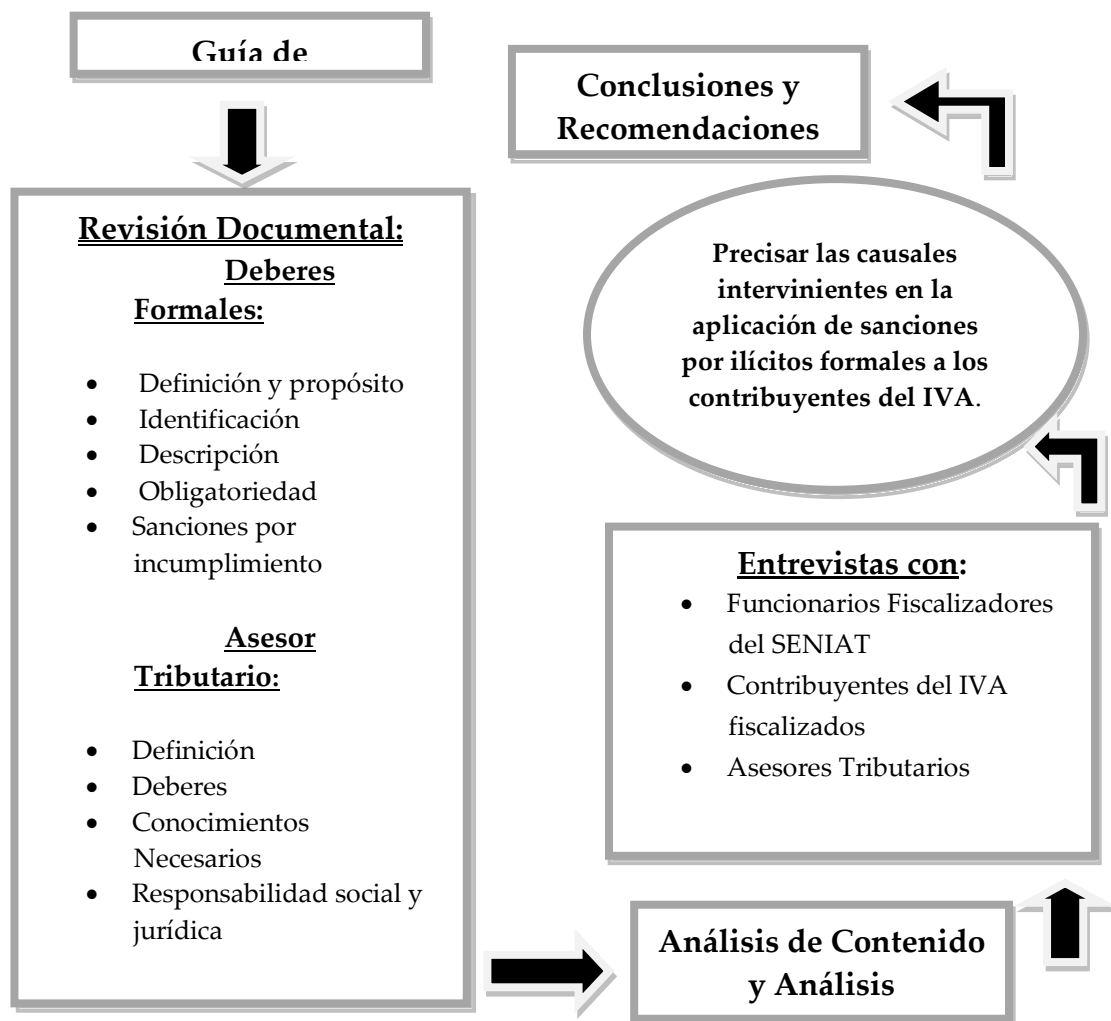 Guía de
Revisión Documental:
Deberes
Formales:
• Definición y propósito
• Identificación
• Descripción
• Obligatoriedad
• Sanciones por
incumplimiento
Asesor
Tributario:
• Definición
• Deberes
• Conocimientos
Necesarios
• Responsabilidad social y
jurídica
Análisis de Contenido
y Análisis
Entrevistas con:
• Funcionarios Fiscalizadores
del SENIAT
• Contribuyentes del IVA
fiscalizados
• Asesores Tributarios
Precisar las causales
intervinientes en la
aplicación de sanciones
por ilícitos formales a los
contribuyentes del IVA.
Conclusiones y
Recomendaciones